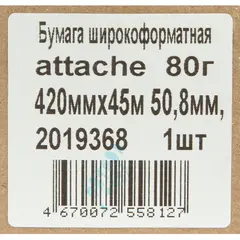 Бумага широкоформатная
attache 80г
420ммх45м 50,8мм,
2019368 1шт
4 670072 558127